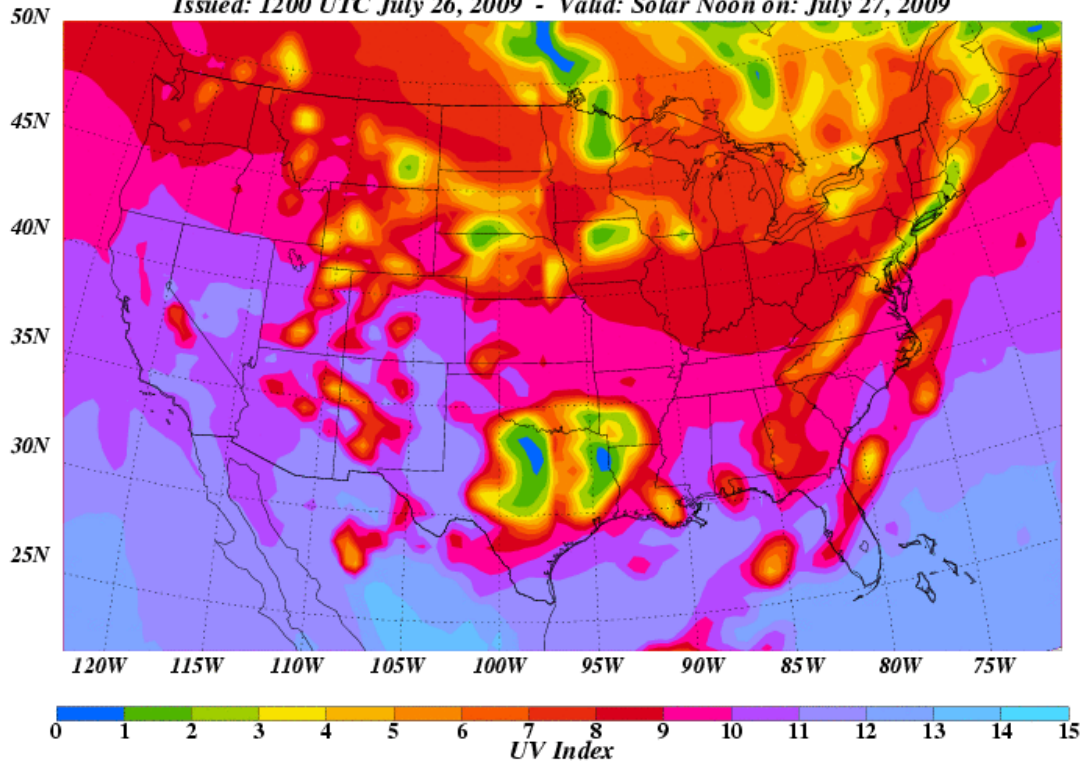 Issued: 1200 UTC July 26, 2009 - Valid: Solar Noon on: July 27, 2009
50N
45N
40N
35N
30N
25N
120W 115W 110W 105W 100W 95W 90W 85W 80W 75W
0 1 2 3 4 5 6 7 8 9 10 11 12 13 14 15
UV Index